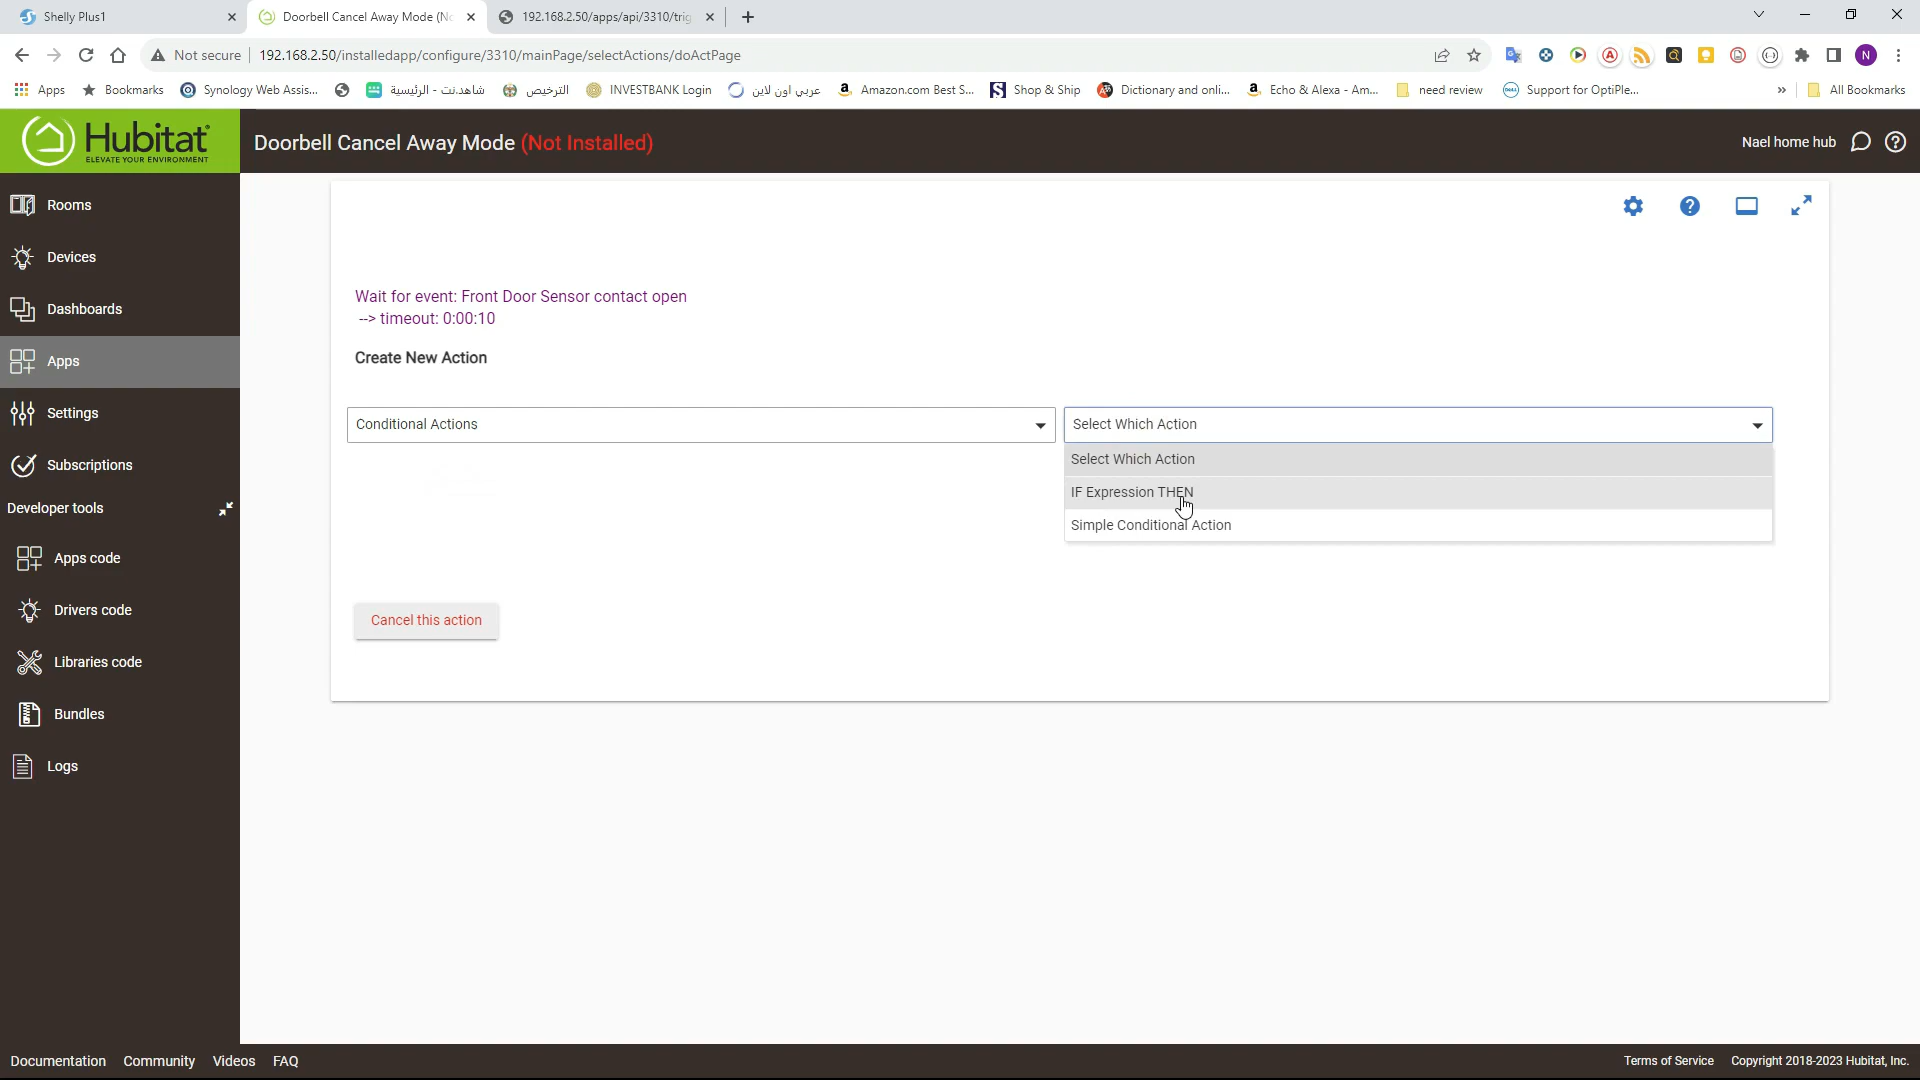 Shelly Plus1
Doorbell Cancel Away Mode (No
192.168.2.50/apps/api/3310/trig
Not secure
192.168.2.50/installedapp/configure/3310/mainPage/selectActions/doActPage
Apps
Bookmarks
Synology Web Assis...
شاهد.نت - الرئيسية
الترخيص
INVESTBANK Login
عربي اون لاين
Amazon.com Best S...
Shop & Ship
Dictionary and onli...
Echo & Alexa - Am...
need review
Support for OptiPle...
»
All Bookmarks
Hubitat
ELEVATE YOUR ENVIRONMENT
Doorbell Cancel Away Mode (Not Installed)
Nael home hub
Rooms
Devices
Dashboards
Apps
Settings
Subscriptions
Developer tools
Apps code
Drivers code
Libraries code
Bundles
Logs
Wait for event: Front Door Sensor contact open
--> timeout: 0:00:10
Create New Action
Conditional Actions
Select Which Action
Select Which Action
IF Expression THEN
Simple Conditional Action
Cancel this action
Documentation
Community
Videos
FAQ
Terms of Service
Copyright 2018-2023 Hubitat, Inc.